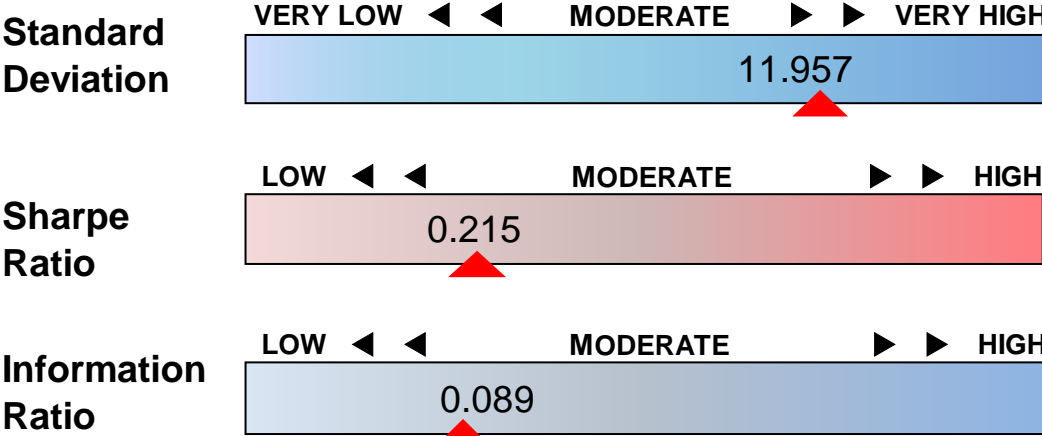 VERY LOW ◀ ◀ MODERATE ▶ ▶ VERY HIGH
Standard
Deviation
11.957
LOW ◀ ◀ MODERATE ▶ ▶ HIGH
Sharpe
Ratio
0.215
LOW ◀ ◀ MODERATE ▶ ▶ HIGH
Information
Ratio
0.089